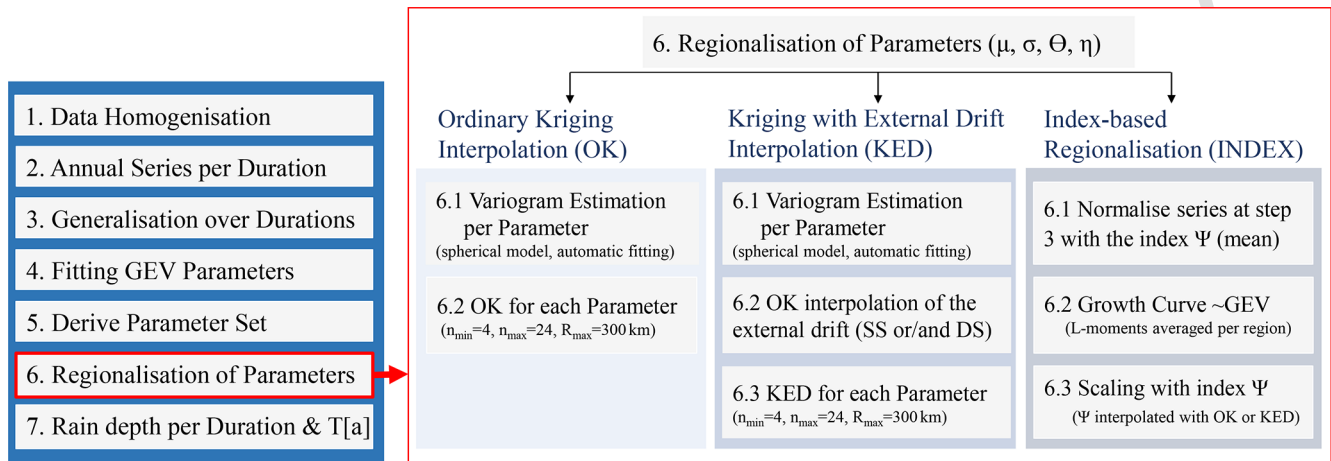 1. Data Homogenisation
2. Annual Series per Duration
3. Generalisation over Durations
4. Fitting GEV Parameters
5. Derive Parameter Set
6. Regionalisation of Parameters
7. Rain depth per Duration & T[a]
6. Regionalisation of Parameters (μ, σ, ϴ, η)
Ordinary Kriging
Interpolation (OK)
6.1 Variogram Estimation
per Parameter
(spherical model, automatic fitting)
6.2 OK for each Parameter
(nmin=4, nmax=24, Rmax=300 km)
Kriging with External Drift
Interpolation (KED)
6.1 Variogram Estimation
per Parameter
(spherical model, automatic fitting)
6.2 OK interpolation of the
external drift (SS or/and DS)
6.3 KED for each Parameter
(nmin=4, nmax=24, Rmax=300 km)
Index-based
Regionalisation (INDEX)
6.1 Normalise series at step
3 with the index Ψ (mean)
6.2 Growth Curve ~GEV
(L-moments averaged per region)
6.3 Scaling with index Ψ
(Ψ interpolated with OK or KED)